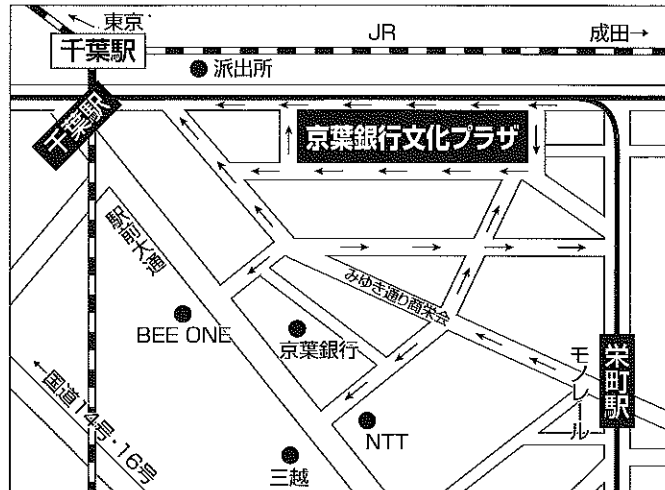 東京
JR
成田→
千葉駅
派出所
千葉駅
京葉銀行文化プラザ
駅前大通
みゆき通り商栄会
BEE ONE
京葉銀行
モノレール
栄町駅
国道14号・16号
NTT
三越